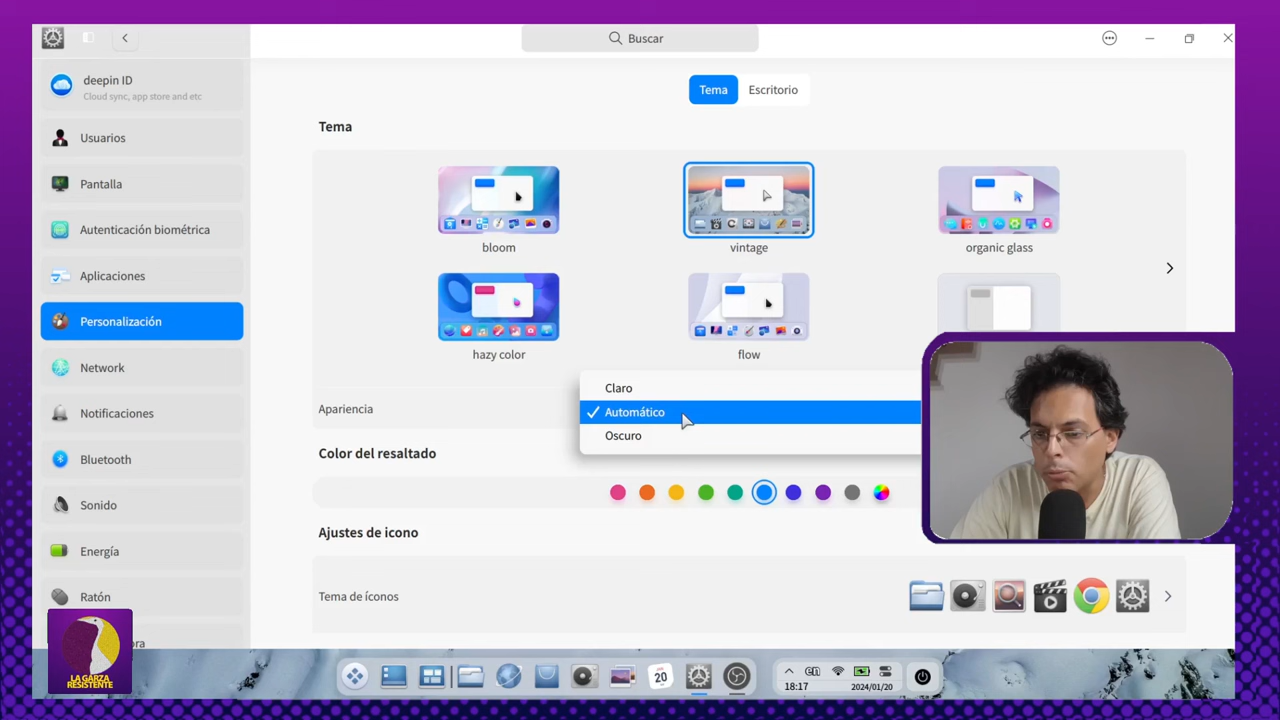 Buscar
deepin ID
Cloud sync, app store and etc
Usuarios
Pantalla
Autenticación biométrica
Aplicaciones
Personalización
Network
Notificaciones
Bluetooth
Sonido
Energía
Ratón
Tema
Escritorio
Tema
bloom
vintage
organic glass
hazy color
flow
Apariencia
Claro
Automático
Oscuro
Color del resaltado
Ajustes de icono
Tema de íconos
LA GARZA
RESISTENTE
20
18:17
2024/01/20